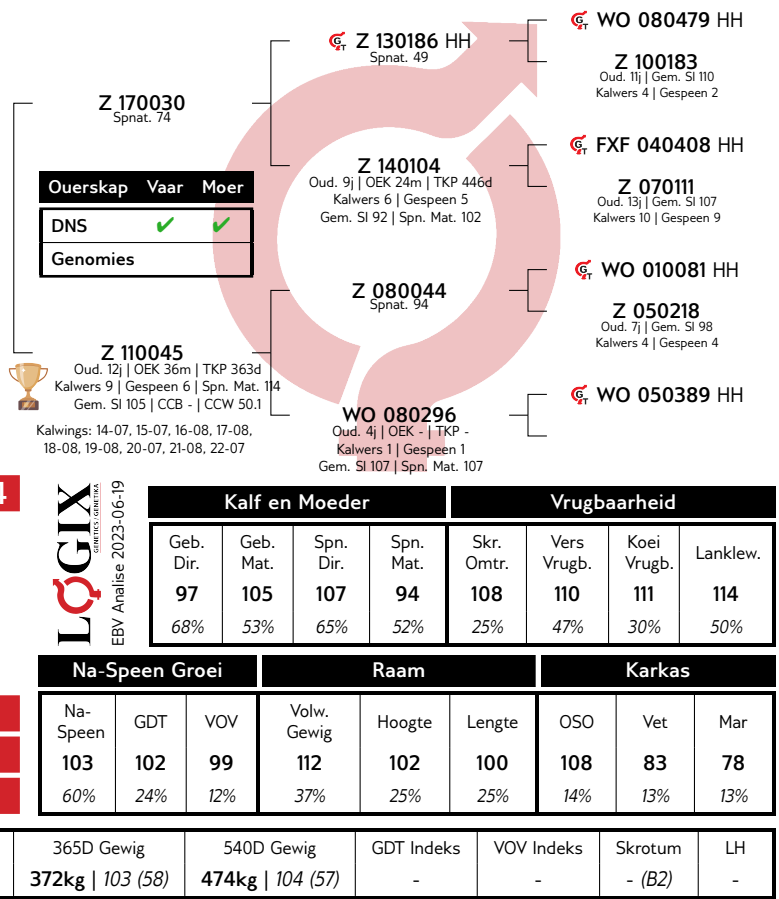 WO 080479 HH
Z 130186 HH
Spnat. 49
Z 100183
Oud. 11j | Gem. SI 110
Kalwers 4 | Gespeen 2
Z 170030
Spnat. 74
FXF 040408 HH
Z 140104
Oud. 9j | OEK 24m | TKP 446d
Kalwers 6 | Gespeen 5
Gem. SI 92 | Spn. Mat. 102
Z 070111
Oud. 13j | Gem. SI 107
Kalwers 10 | Gespeen 9
Ouerskap Vaar Moer
DNS ✔ ✔
Genomies
WO 010081 HH
Z 080044
Spnat. 94
Z 050218
Oud. 7j | Gem. SI 98
Kalwers 4 | Gespeen 4
Z 110045
Oud. 12j | OEK 36m | TKP 363d
Kalwers 9 | Gespeen 6 | Spn. Mat. 114
Gem. SI 105 | CCB - | CCW 50.1
Kalwings: 14-07, 15-07, 16-08, 17-08,
18-08, 19-08, 20-07, 21-08, 22-07
WO 050389 HH
WO 080296
Oud. 4j | OEK - | TKP -
Kalwers 1 | Gespeen 1
Gem. SI 107 | Spn. Mat. 107
4
LOGIX
GENETICS / GENETIKA
EBV Analise 2023-06-19
Kalf en Moeder Vrugbaarheid
Geb. Dir. Geb. Mat. Spn. Dir. Spn. Mat. Skr. Omtr. Vers Vrugb. Koei Vrugb. Lanklew.
97 105 107 94 108 110 111 114
68% 53% 65% 52% 25% 47% 30% 50%
Na-Speen Groei Raam Karkas
Na-Speen GDT VOV Volw. Gewig Hoogte Lengte OSO Vet Mar
103 102 99 112 102 100 108 83 78
60% 24% 12% 37% 25% 25% 14% 13% 13%
365D Gewig 540D Gewig GDT Indeks VOV Indeks Skrotum LH
372kg | 103 (58) 474kg | 104 (57) - - - (B2) -